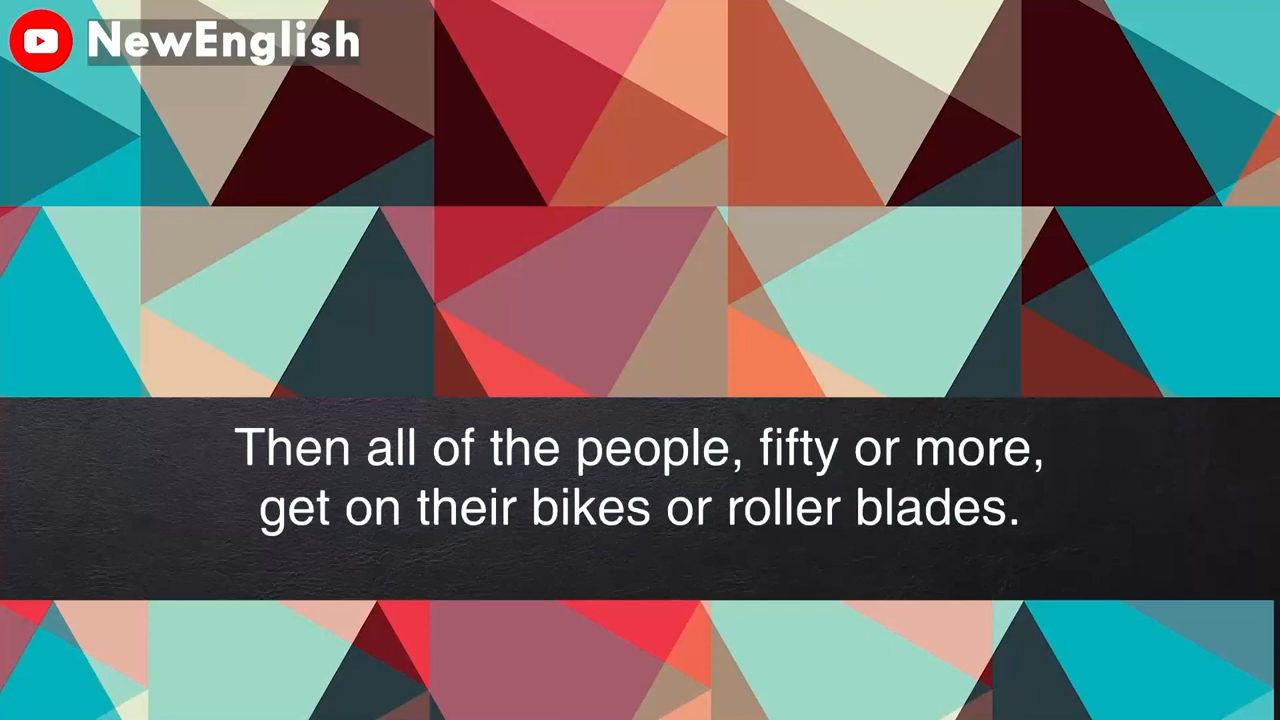 NewEnglish
Then all of the people, fifty or more,
get on their bikes or roller blades.